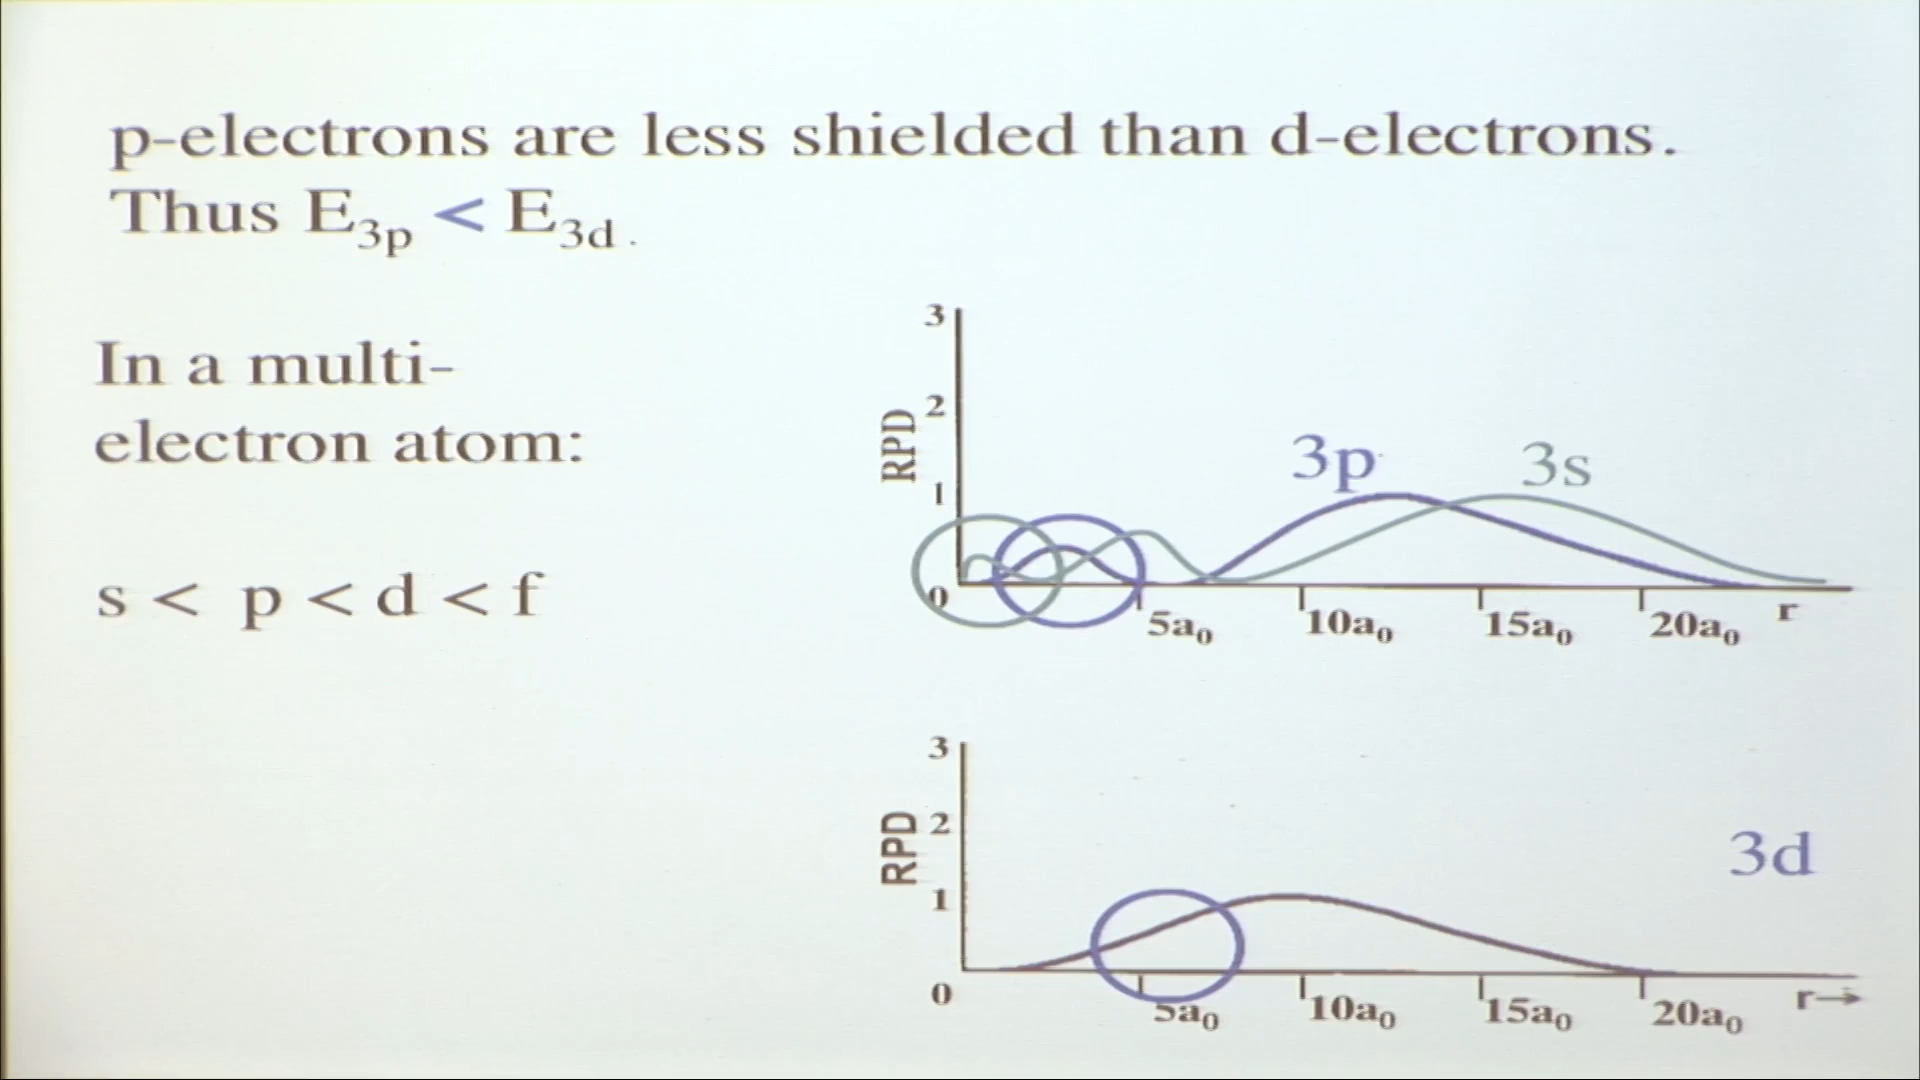 p-electrons are less shielded than d-electrons.
Thus E₃ₚ < E₃d.
In a multi-
electron atom:
s < p < d < f
3
2
1
0
RPD
3p
3s
5a₀
10a₀
15a₀
20a₀
r
3
2
1
0
RPD
3d
5a₀
10a₀
15a₀
20a₀
r→